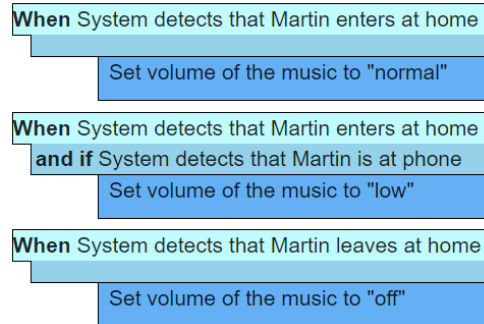 When System detects that Martin enters at home
Set volume of the music to "normal"
When System detects that Martin enters at home
and if System detects that Martin is at phone
Set volume of the music to "low"
When System detects that Martin leaves at home
Set volume of the music to "off"